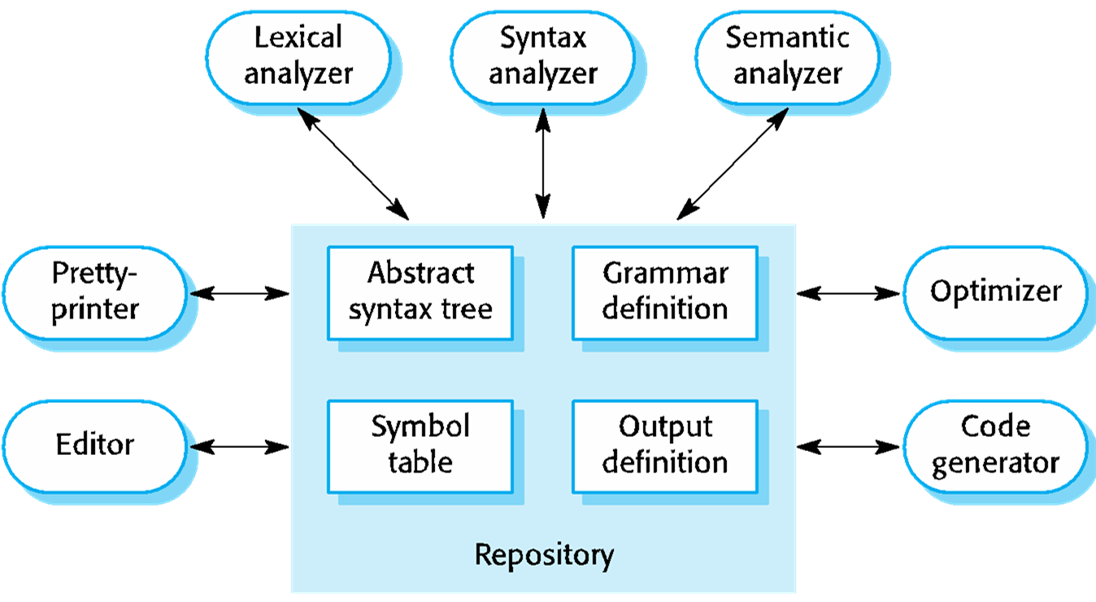 Lexical
analyzer
Syntax
analyzer
Semantic
analyzer
Pretty-
printer
Abstract
syntax tree
Grammar
definition
Optimizer
Editor
Symbol
table
Output
definition
Code
generator
Repository